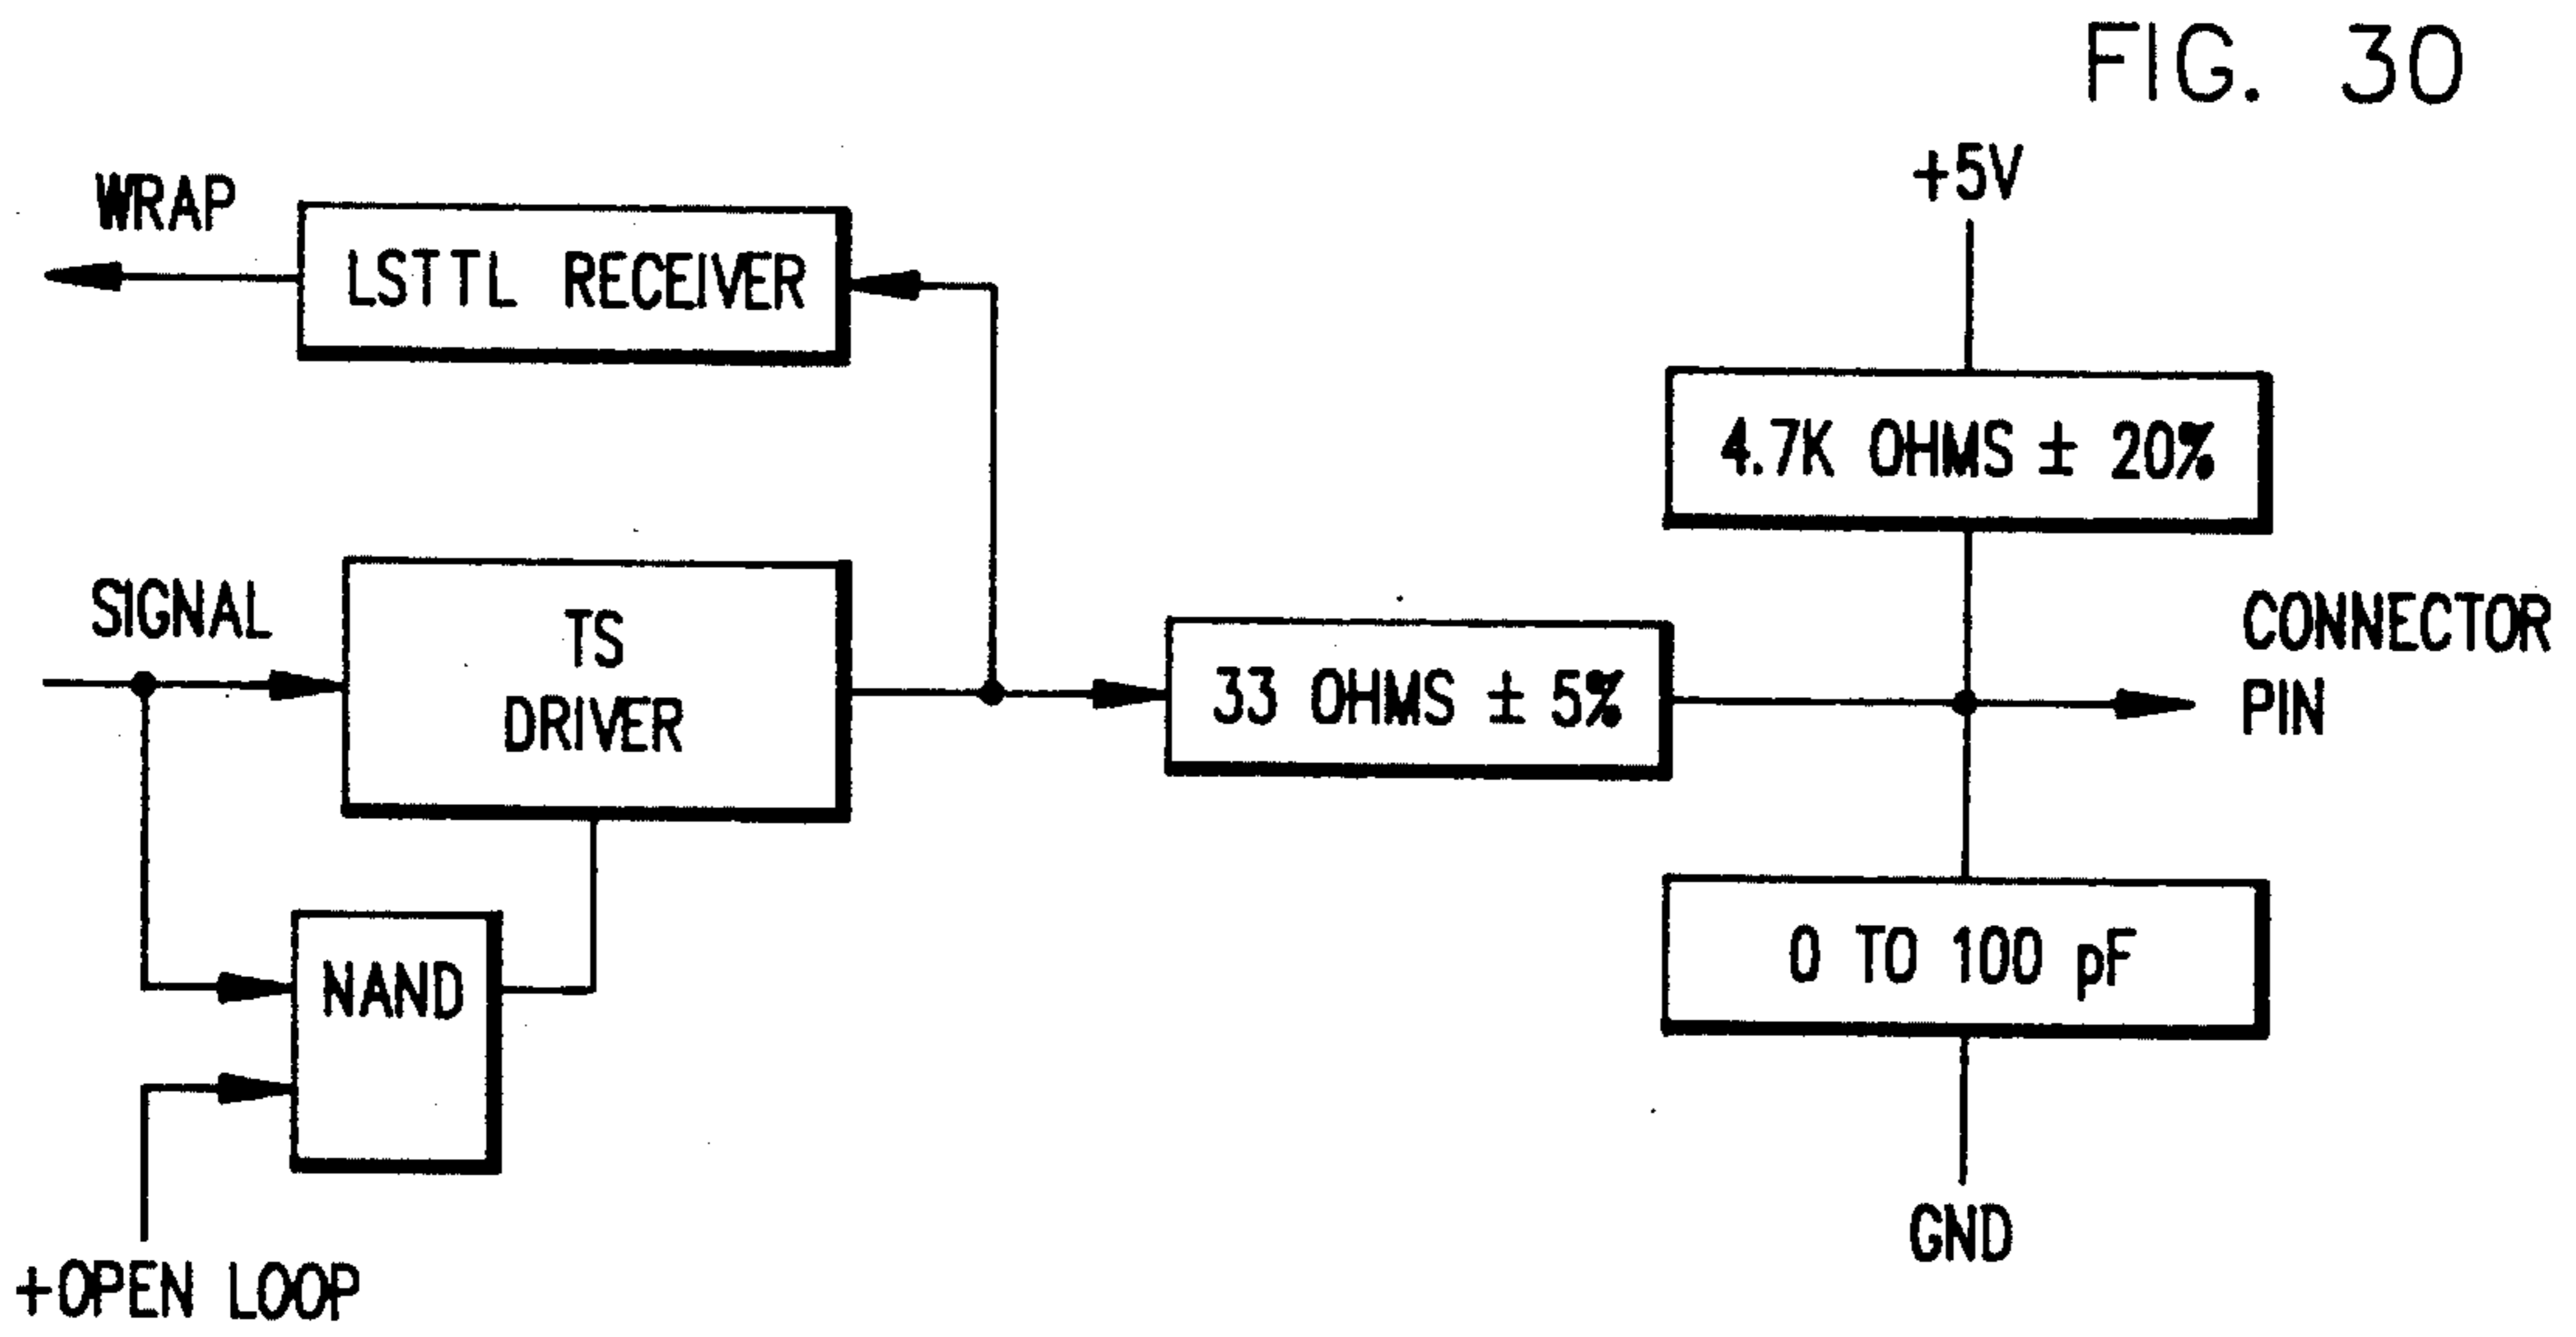 FIG. 30
+5V
WRAP
LSTTL RECEIVER
4.7K OHMS ± 20%
SIGNAL
TS
DRIVER
33 OHMS ± 5%
CONNECTOR
PIN
NAND
0 TO 100 pF
GND
+OPEN LOOP